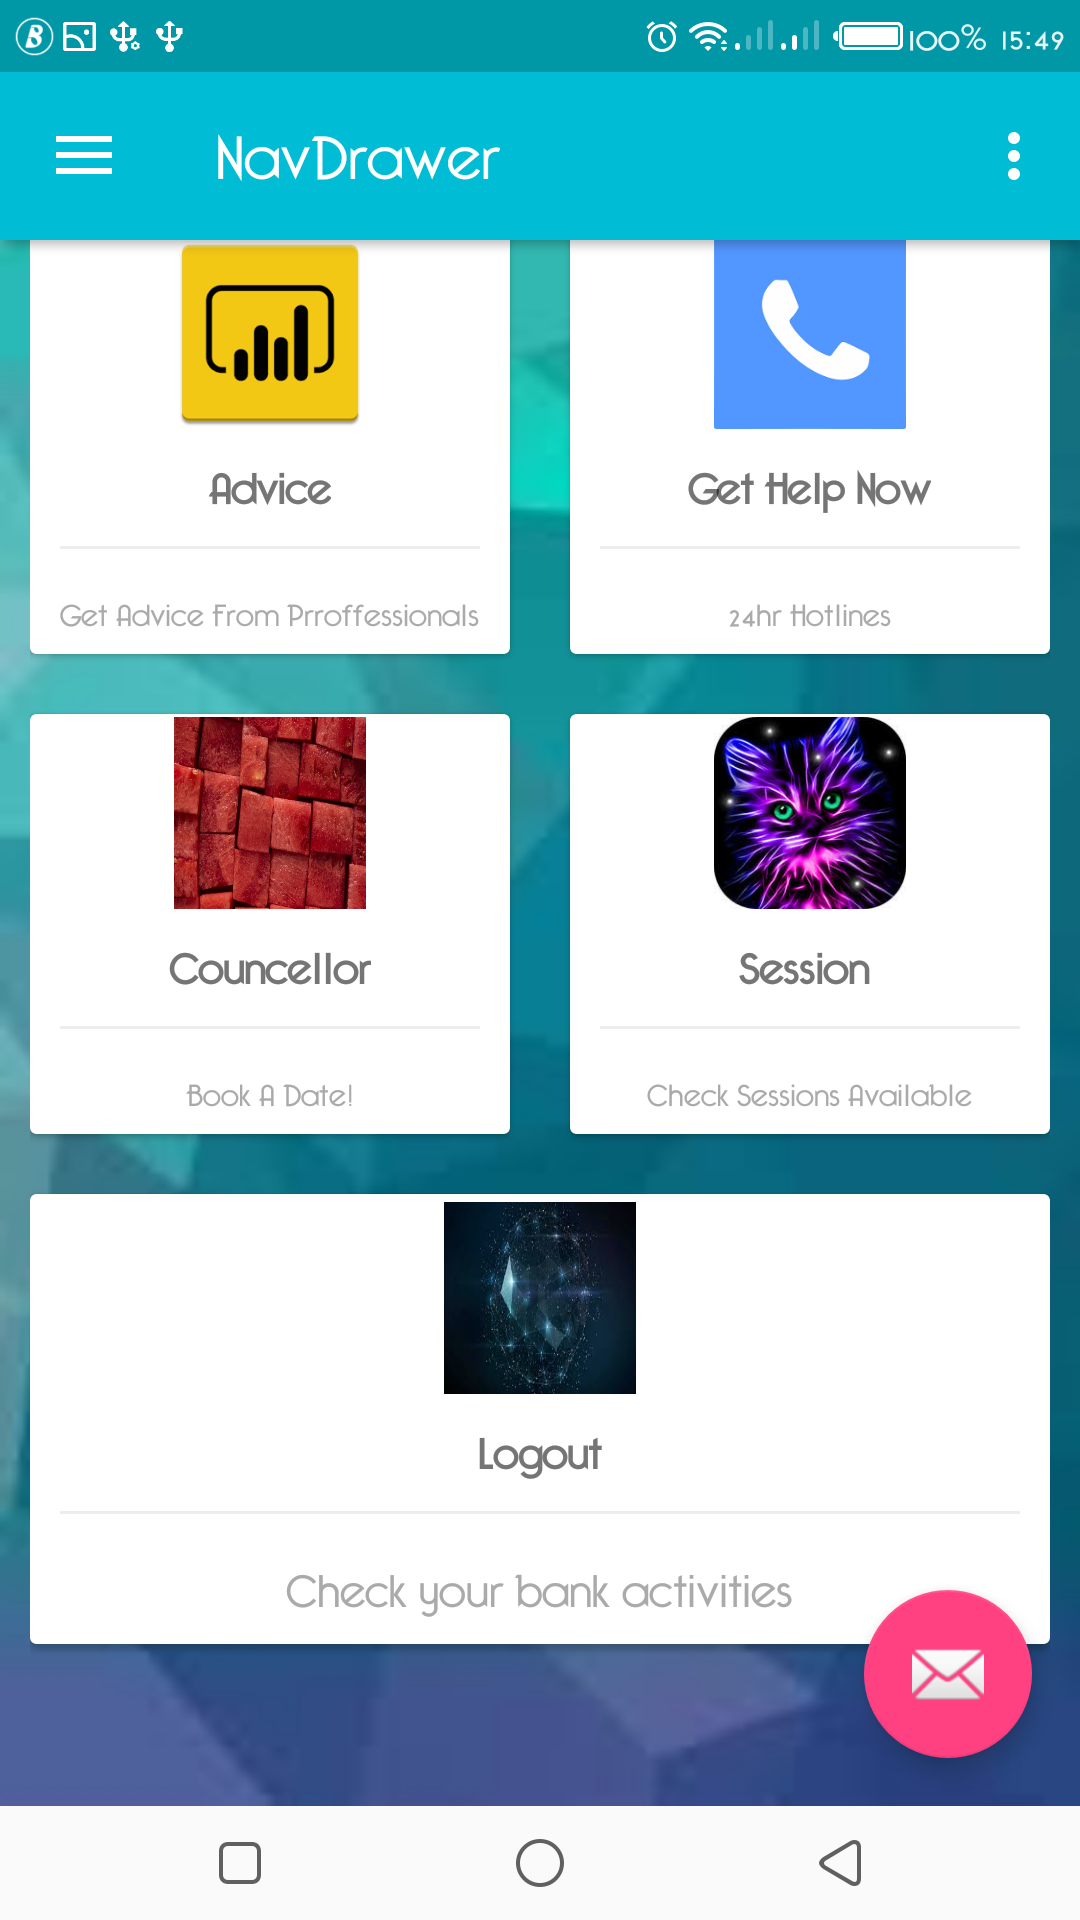 100% 15:49
NavDrawer
Advice
Get Advice From Prroffessionals
Get Help Now
24hr Hotlines
Councellor
Book A Date!
Session
Check Sessions Available
Logout
Check your bank activities